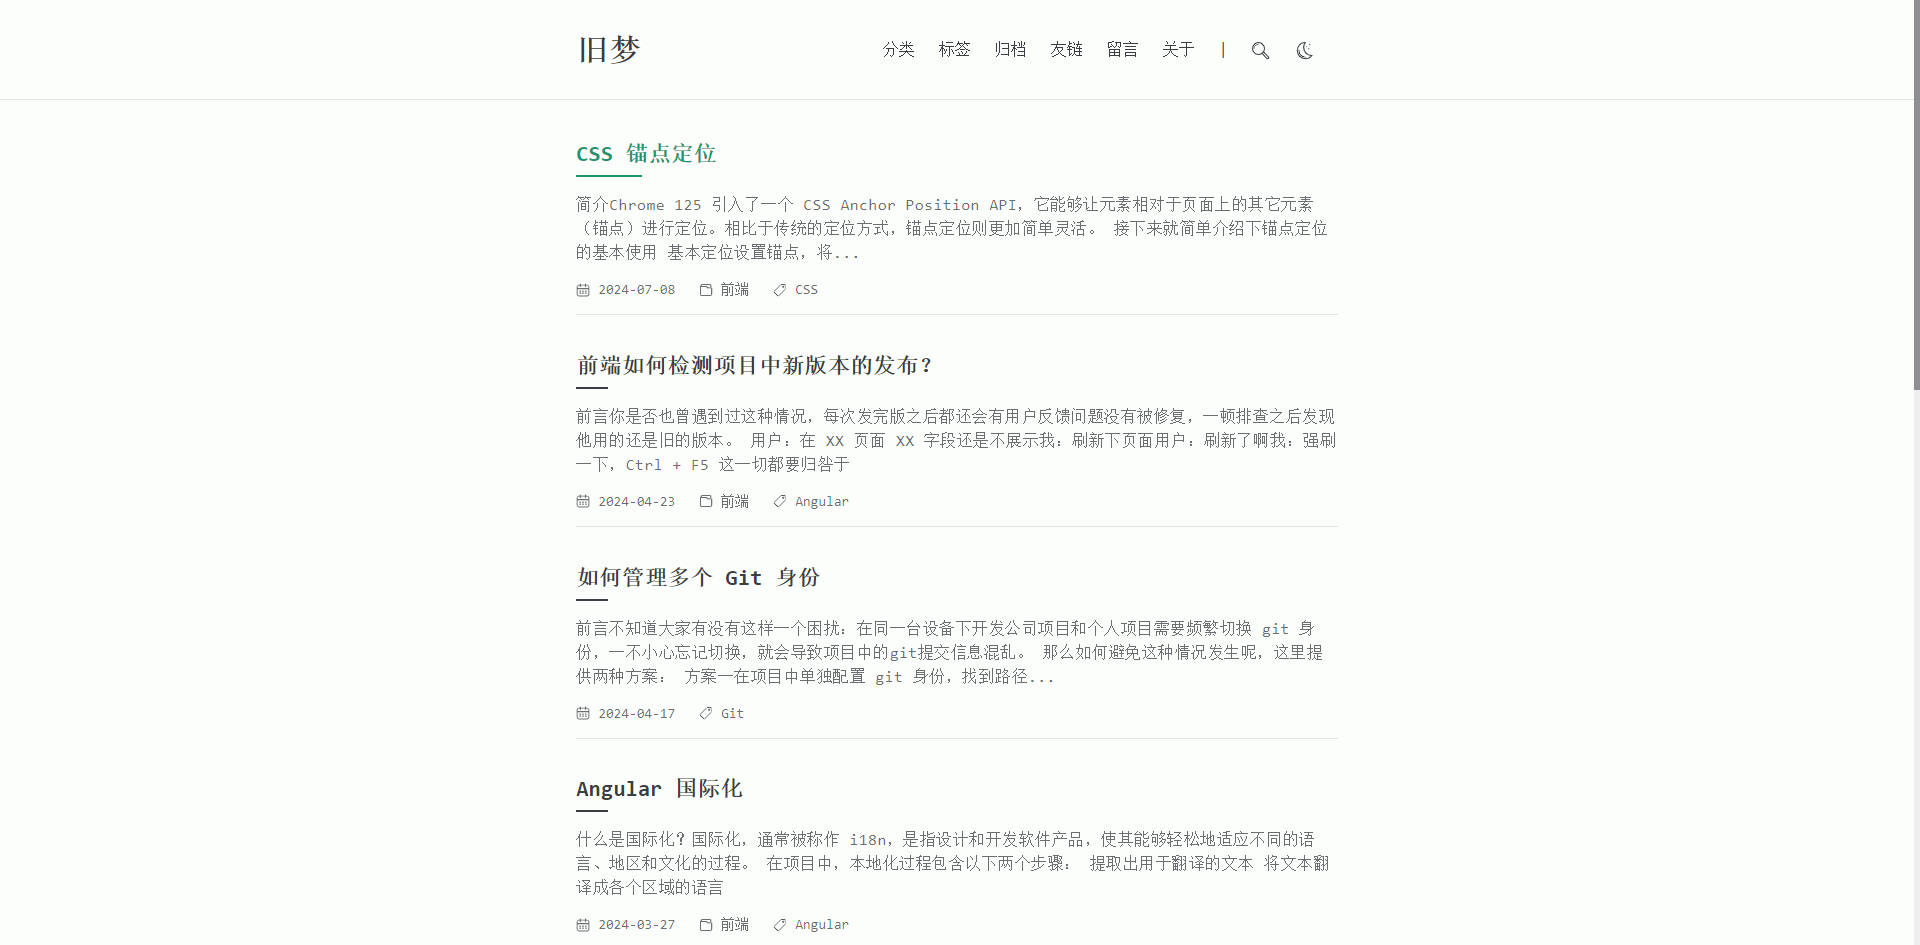 旧梦
分类 标签 归档 友链 留言 关于 |
CSS 锚点定位
简介Chrome 125 引入了一个 CSS Anchor Position API，它能够让元素相对于页面上的其它元素
（锚点）进行定位。相比于传统的定位方式，锚点定位则更加简单灵活。 接下来就简单介绍下锚点定位
的基本使用 基本定位设置锚点，将...
2024-07-08 前端 CSS
前端如何检测项目中新版本的发布？
前言你是否也曾遇到过这种情况，每次发完版之后都还会有用户反馈问题没有被修复，一顿排查之后发现
他用的还是旧的版本。 用户：在 XX 页面 XX 字段还是不展示我：刷新下页面用户：刷新了啊我：强刷
一下，Ctrl + F5 这一切都要归咎于
2024-04-23 前端 Angular
如何管理多个 Git 身份
前言不知道大家有没有这样一个困扰：在同一台设备下开发公司项目和个人项目需要频繁切换 git 身
份，一不小心忘记切换，就会导致项目中的git提交信息混乱。 那么如何避免这种情况发生呢，这里提
供两种方案： 方案一在项目中单独配置 git 身份，找到路径...
2024-04-17 Git
Angular 国际化
什么是国际化？国际化，通常被称作 i18n，是指设计和开发软件产品，使其能够轻松地适应不同的语
言、地区和文化的过程。 在项目中，本地化过程包含以下两个步骤： 提取出用于翻译的文本 将文本翻
译成各个区域的语言
2024-03-27 前端 Angular